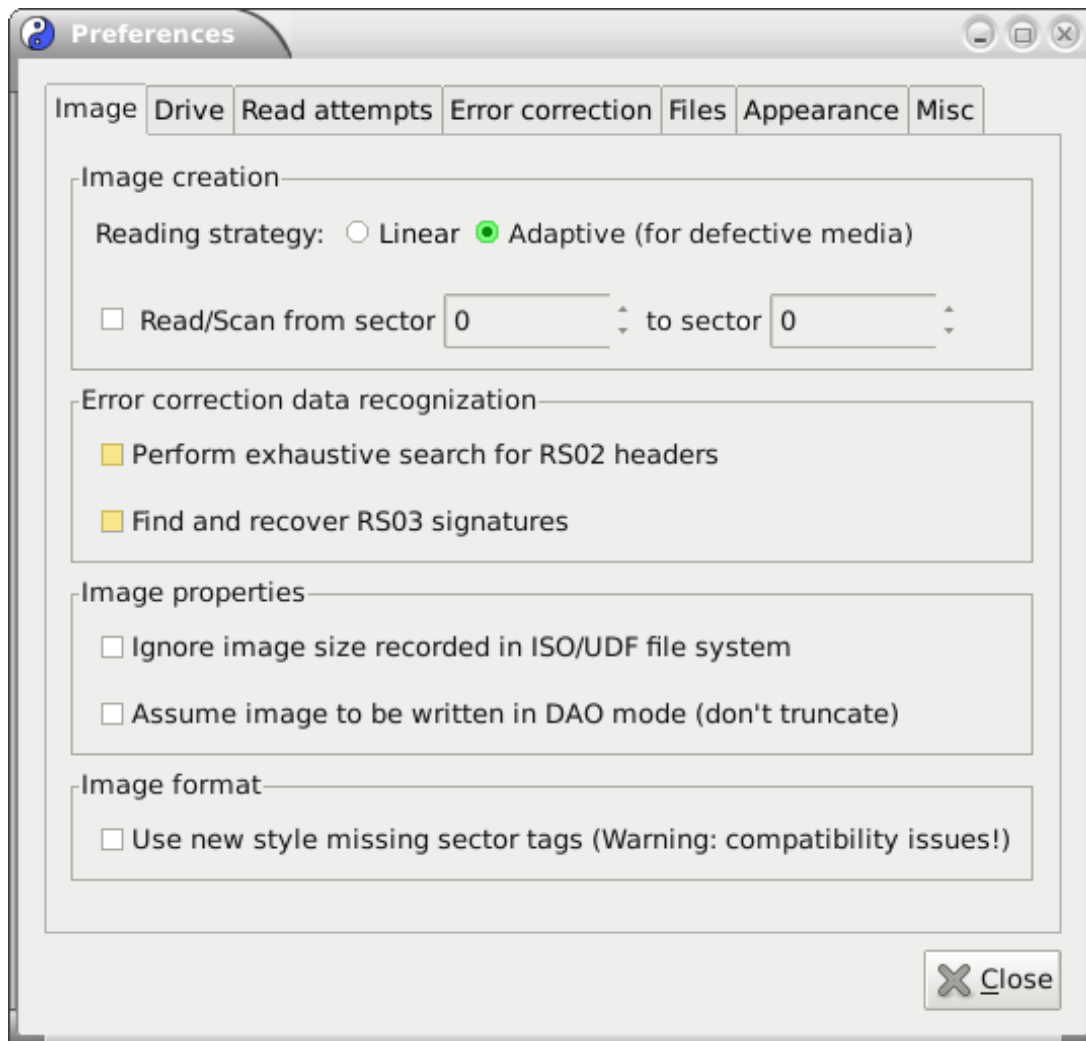 Preferences
Image Drive Read attempts Error correction Files Appearance Misc
Image creation
Reading strategy: Linear Adaptive (for defective media)
Read/Scan from sector 0 to sector 0
Error correction data recognization
Perform exhaustive search for RS02 headers
Find and recover RS03 signatures
Image properties
Ignore image size recorded in ISO/UDF file system
Assume image to be written in DAO mode (don't truncate)
Image format
Use new style missing sector tags (Warning: compatibility issues!)
Close